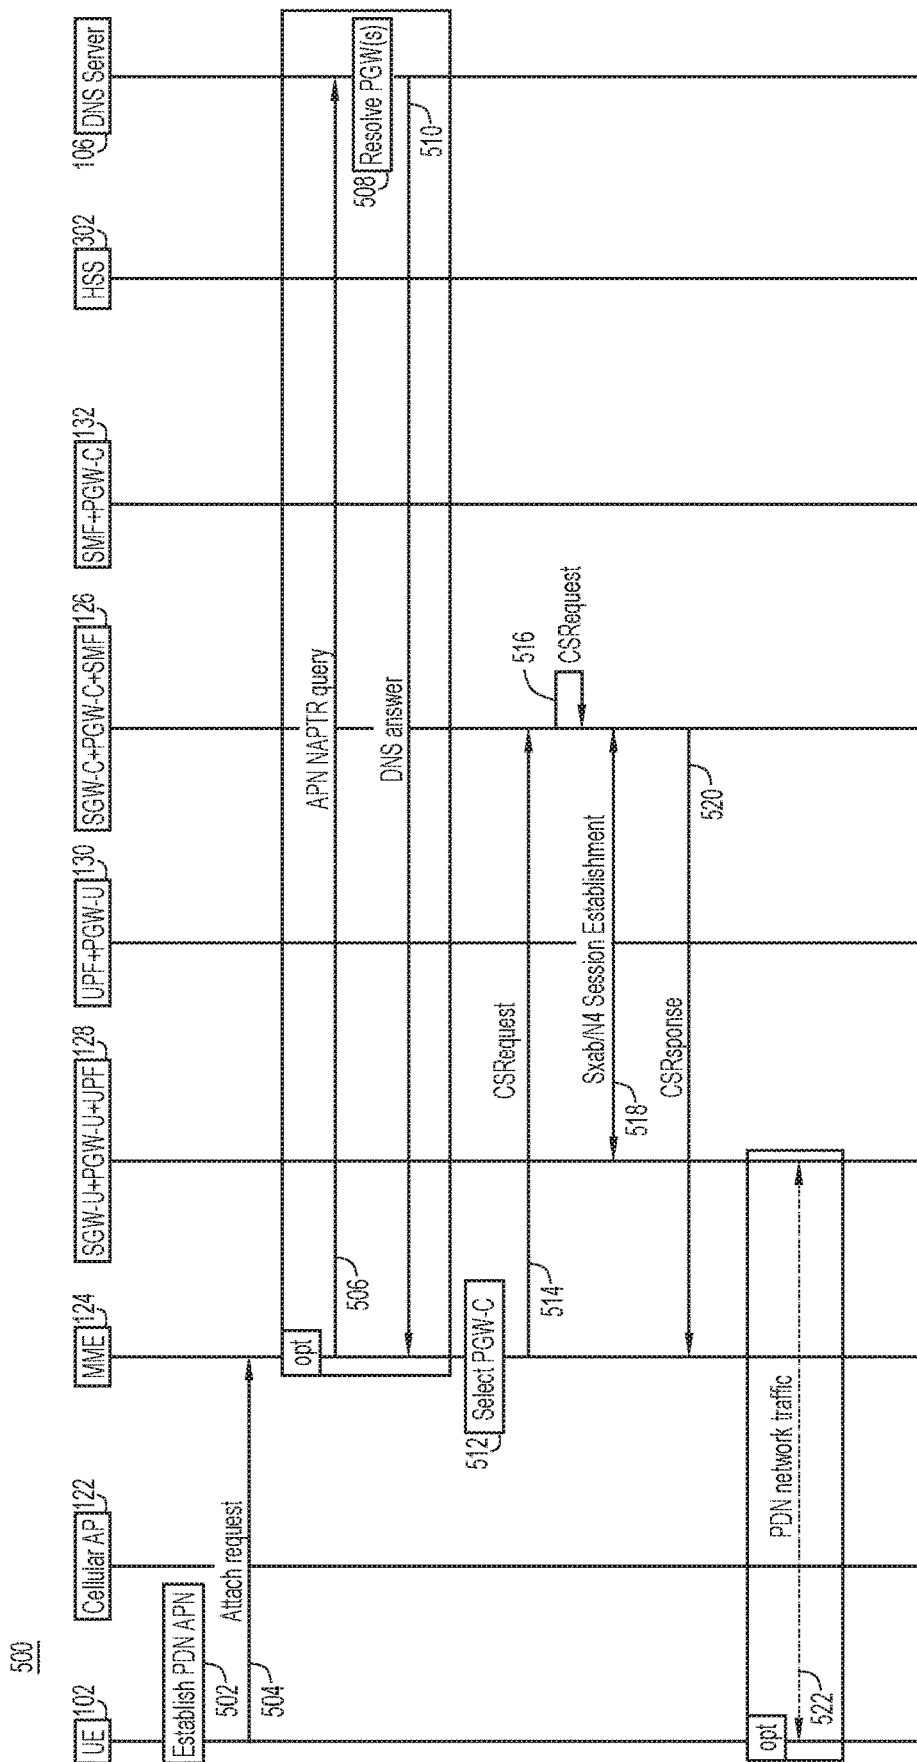 500
UE 102
Cellular AP 122
MME 124
SGW-U+PGW-U+UPF 128
UPF+PGW-U 130
SGW-C+PGW-C+SMF 126
SMF+PGW-C 132
HSS 302
DNS Server 106
Establish PDN APN
502
Attach request
504
opt
APN NAPTR query
506
508 Resolve PGW(s)
DNS answer
510
512 Select PGW-C
CSRequest
514
516
CSRequest
Sxab/N4 Session Establishment
518
CSRsponse
520
opt
PDN network traffic
522